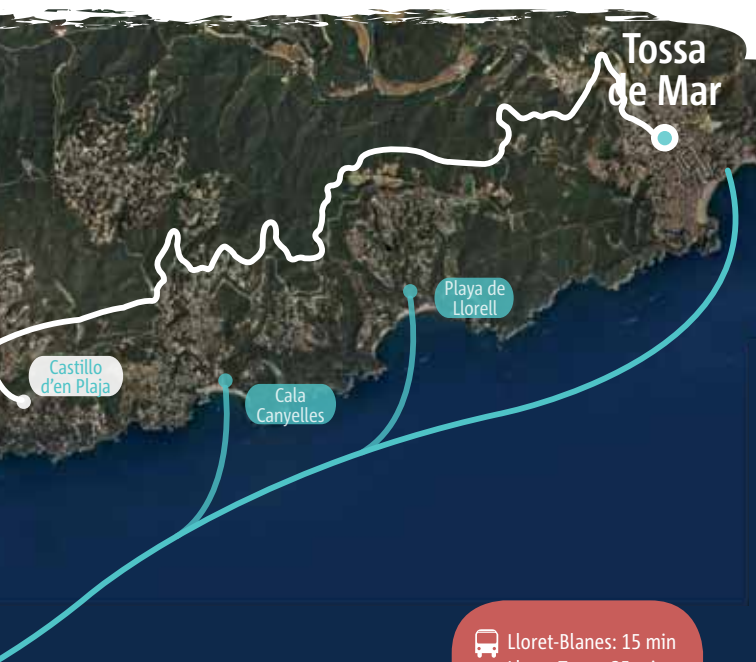 Tossa
de Mar
Playa de
Llorell
Castillo
d'en Plaja
Cala
Canyelles
Lloret-Blanes: 15 min